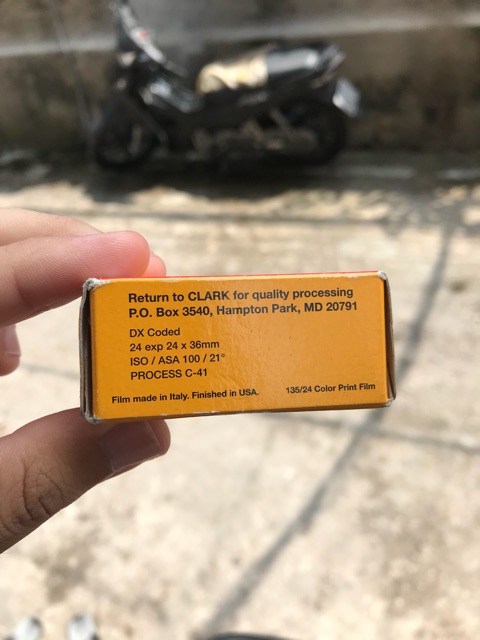 Return to CLARK for quality processing
P.O. Box 3540, Hampton Park, MD 20791
DX Coded
24 exp 24 x 36mm
ISO / ASA 100 / 21°
PROCESS C-41
Film made in Italy. Finished in USA.
135/24 Color Print Film